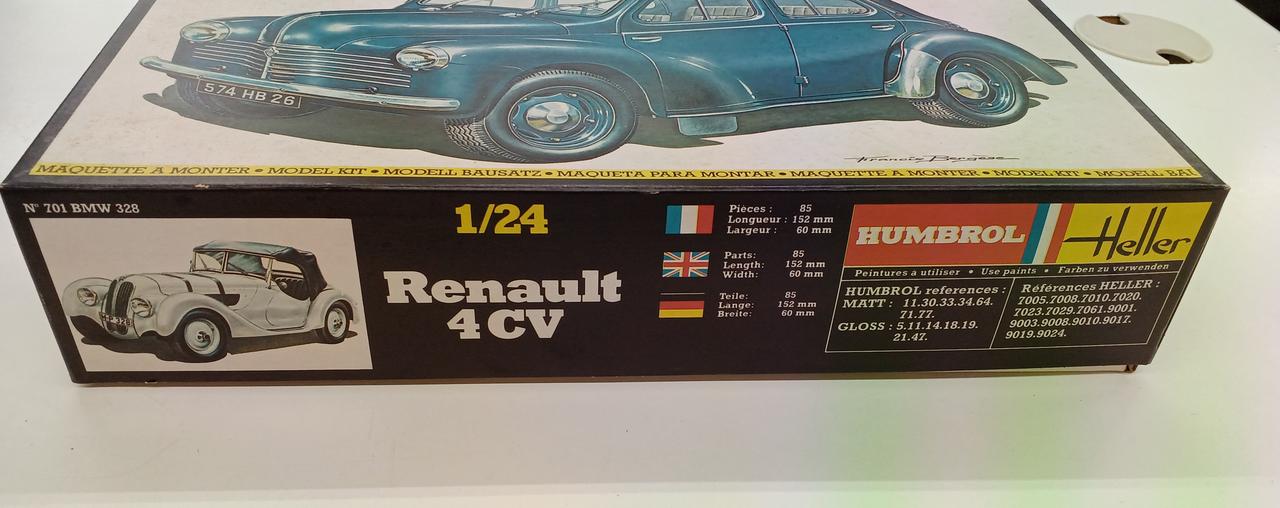 574 HB 26
Francis Bergèse
MAQUETTE A MONTER • MODEL KIT • MODELL BAUSATZ • MAQUETA PARA MONTAR • MAQUETTE A MONTER • MODEL KIT • MODELL BAU
N° 701 BMW 328
1/24
Renault
4 CV
Pièces : 85
Longueur : 152 mm
Largeur : 60 mm
Parts: 85
Length: 152 mm
Width: 60 mm
Teile: 85
Lange: 152 mm
Breite: 60 mm
HUMBROL
Heller
Peintures a utiliser • Use paints • Farben zu verwenden
HUMBROL references :
MATT : 11.30.33.34.64.
71.77.
GLOSS : 5.11.14.18.19.
21.47.
Références HELLER :
7005.7008.7010.7020.
7023.7029.7061.9001.
9003.9008.9010.9017.
9019.9024.